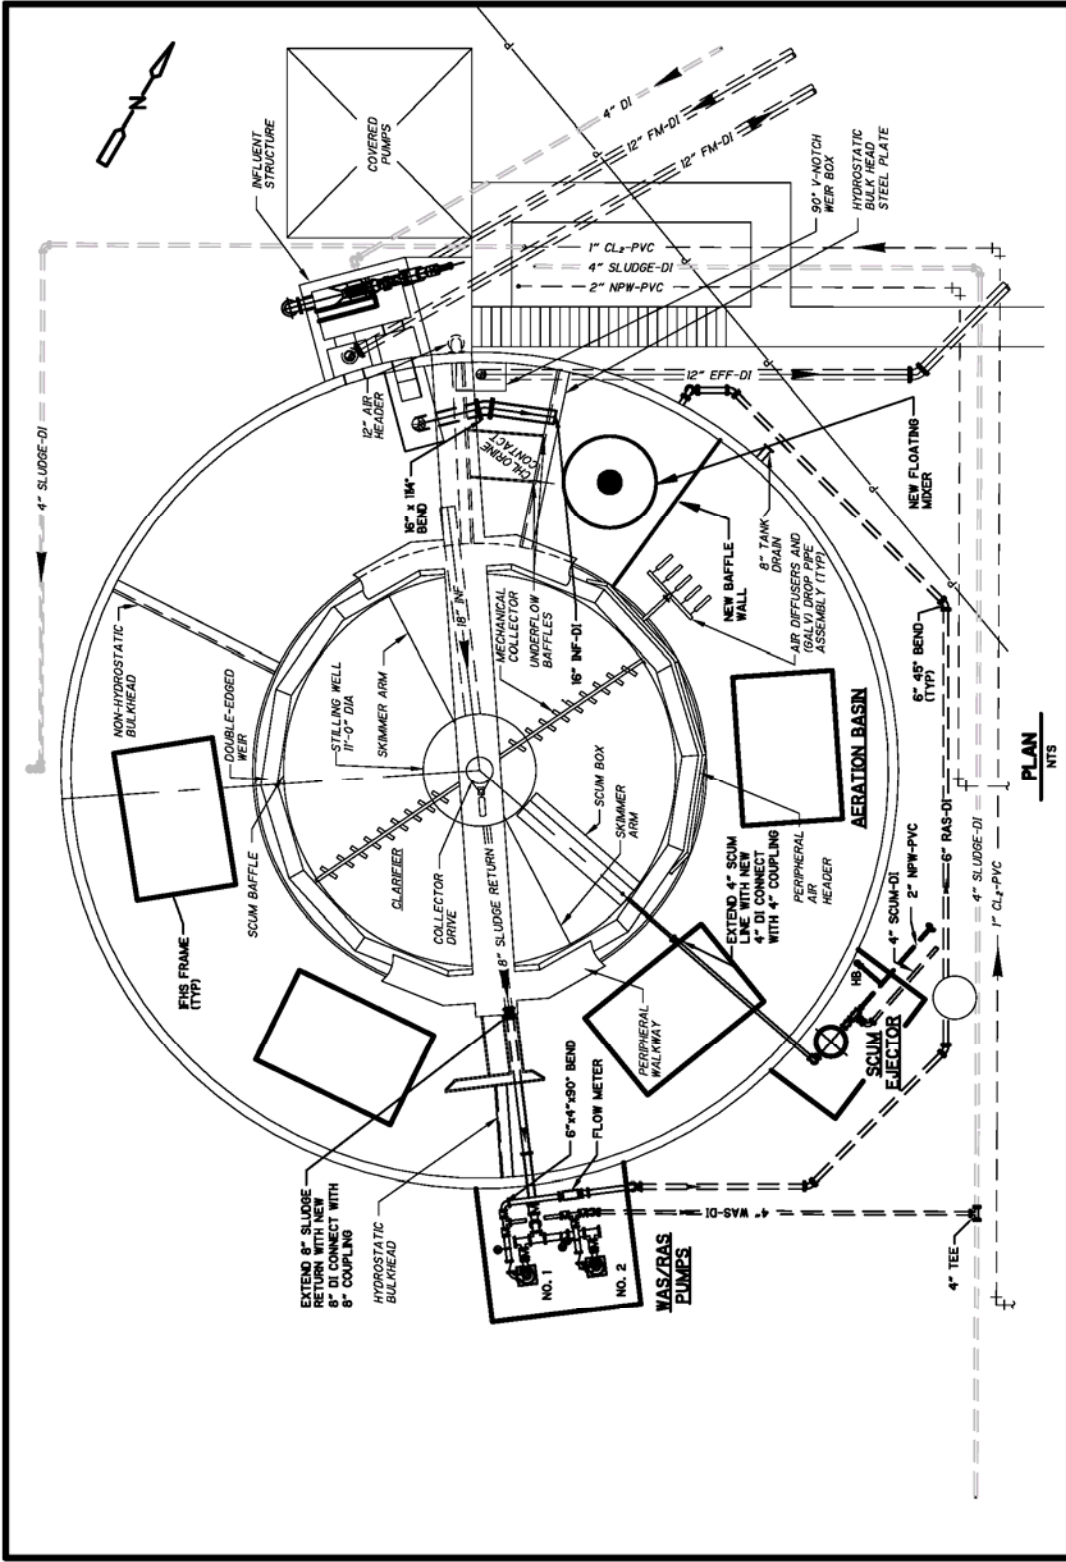 N
INFLUENT
STRUCTURE
COVERED
PUMPS
4" DI
12" FM-DI
12" FM-DI
90° V-NOTCH
WEIR BOX
HYDROSTATIC
BULK HEAD
STEEL PLATE
1" CL₂-PVC
4" SLUDGE-DI
2" NPW-PVC
12" EFF-DI
4" SLUDGE-DI
12" AIR
HEADER
16" x 11¼°
BEND
CHLORINE
CONTACT
NEW FLOATING
MIXER
8" TANK
DRAIN
NEW BAFFLE
WALL
AIR DIFFUSERS AND
(GALV) DROP PIPE
ASSEMBLY (TYP)
6" 45° BEND
(TYP)
NON-HYDROSTATIC
BULKHEAD
DOUBLE-EDGED
WEIR
STILLING WELL
11'-0" DIA
SKIMMER ARM
18" INF
MECHANICAL
COLLECTOR
UNDERFLOW
BAFFLES
16" INF-DI
IFHS FRAME
(TYP)
SCUM BAFFLE
CLARIFIER
COLLECTOR
DRIVE
8" SLUDGE RETURN
SCUM BOX
SKIMMER
ARM
PERIPHERAL
AIR
HEADER
AERATION BASIN
EXTEND 4" SCUM
LINE WITH NEW
4" DI CONNECT
WITH 4" COUPLING
4" SCUM-DI
2" NPW-PVC
6" RAS-DI
4" SLUDGE-DI
1" CL₂-PVC
HB
SCUM
EJECTOR
PERIPHERAL
WALKWAY
6"x4"x90° BEND
FLOW METER
EXTEND 8" SLUDGE
RETURN WITH NEW
8" DI CONNECT WITH
8" COUPLING
HYDROSTATIC
BULKHEAD
NO. 1
NO. 2
WAS/RAS
PUMPS
4" WAS-DI
4" TEE
PLAN
NTS